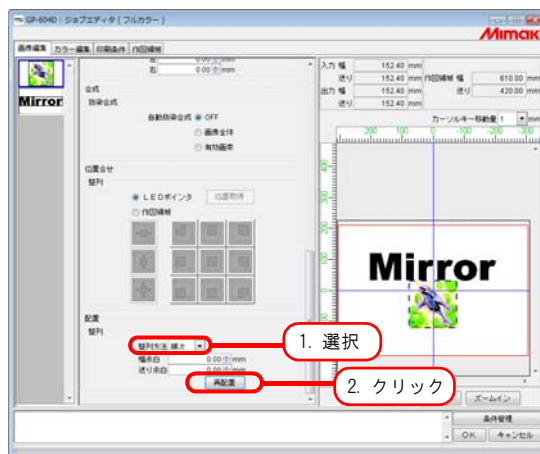 GP-604D : ジョブエディタ ( フルカラー )
Mimaki
画像編集 カラー編集 印刷条件 作図領域
Mirror
左 0.00 mm
右 0.00 mm
合成
抜染合成
自動抜染合成 OFF
画像全体
有効画素
位置合せ
整列
LEDポインタ 位置取得
作図領域
配置
整列
整列方法
幅余白 0.00 mm
送り余白 0.00 mm
再配置
入力 幅 152.40 mm
送り 152.40 mm 作図領域 幅 610.00 mm
出力 幅 152.40 mm 送り 420.00 mm
送り 152.40 mm
カーソルキー移動量 1 mm
200 100 0 -100 -200 -300
Mirror
1. 選択
2. クリック
ズームイン
条件管理
OK キャンセル